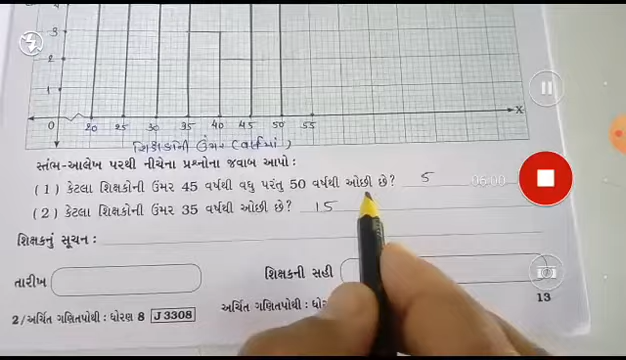 3
2
1
0 20 25 30 35 40 45 50 55 X
શિક્ષકોની ઉંમર (વર્ષમાં)
સ્તંભ-આલેખ પરથી નીચેના પ્રશ્નોના જવાબ આપો :
(1) કેટલા શિક્ષકોની ઉંમર 45 વર્ષથી વધુ પરંતુ 50 વર્ષથી ઓછી છે? 5 06:00
(2) કેટલા શિક્ષકોની ઉંમર 35 વર્ષથી ઓછી છે? 15
શિક્ષકનું સૂચન :
તારીખ શિક્ષકની સહી
13
2/અર્ચિત ગણિતપોથી : ધોરણ 8 J 3308 અર્ચિત ગણિતપોથી :